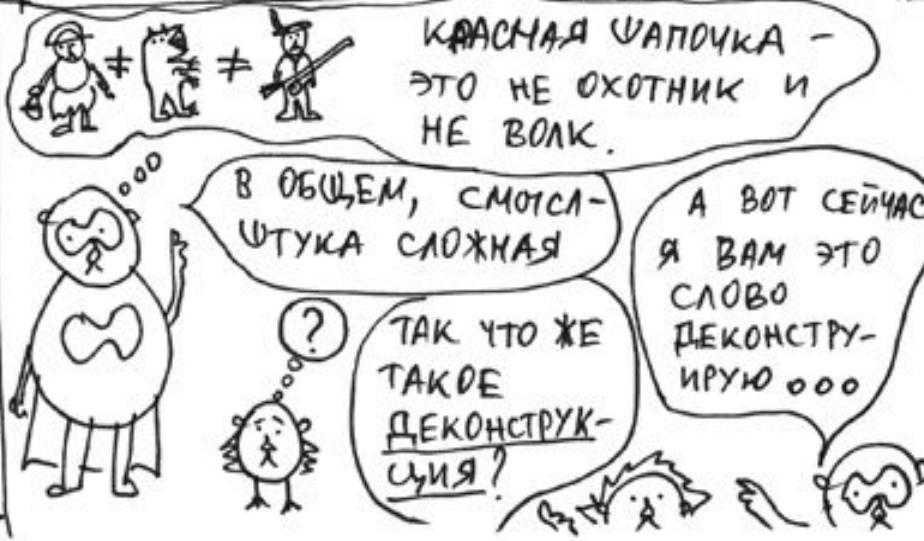 ≠ ≠
КРАСНАЯ ШАПОЧКА –
ЭТО НЕ ОХОТНИК И
НЕ ВОЛК.
В ОБЩЕМ, СМЫСЛ-
ШТУКА СЛОЖНАЯ
?
ТАК ЧТО ЖЕ
ТАКОЕ
ДЕКОНСТРУК-
ЦИЯ?
А ВОТ СЕЙЧАС
Я ВАМ ЭТО
СЛОВО
ДЕКОНСТРУ-
ИРУЮ...